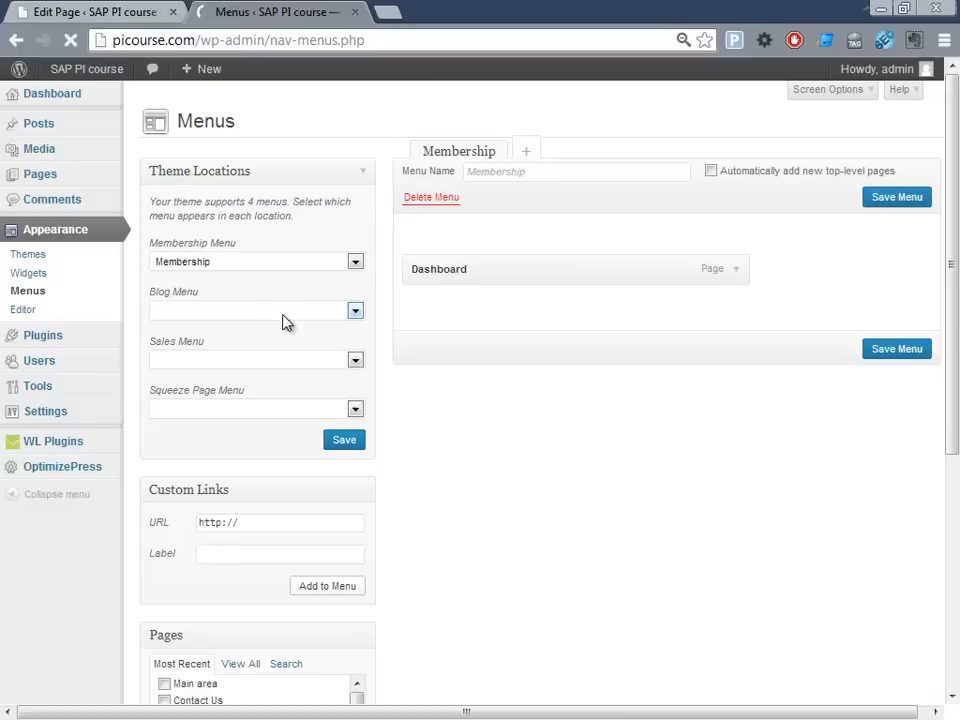 Edit Page ‹ SAP PI course
Menus ‹ SAP PI course —
picourse.com/wp-admin/nav-menus.php
SAP PI course
+ New
Howdy, admin
Dashboard
Posts
Media
Pages
Comments
Appearance
Themes
Widgets
Menus
Editor
Plugins
Users
Tools
Settings
WL Plugins
OptimizePress
Collapse menu
Screen Options
Help
Menus
Theme Locations
Your theme supports 4 menus. Select which
menu appears in each location.
Membership Menu
Membership
Blog Menu
Sales Menu
Squeeze Page Menu
Save
Custom Links
URL
http://
Label
Add to Menu
Pages
Most Recent
View All
Search
Main area
Contact Us
Membership
+
Menu Name
Membership
Automatically add new top-level pages
Delete Menu
Save Menu
Dashboard
Page
Save Menu